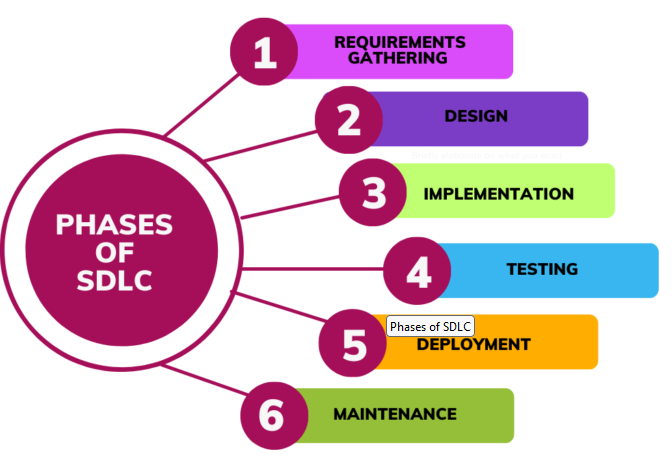 PHASES
OF
SDLC
1
REQUIREMENTS
GATHERING
2
DESIGN
3
IMPLEMENTATION
4
TESTING
Phases of SDLC
5
DEPLOYMENT
6
MAINTENANCE